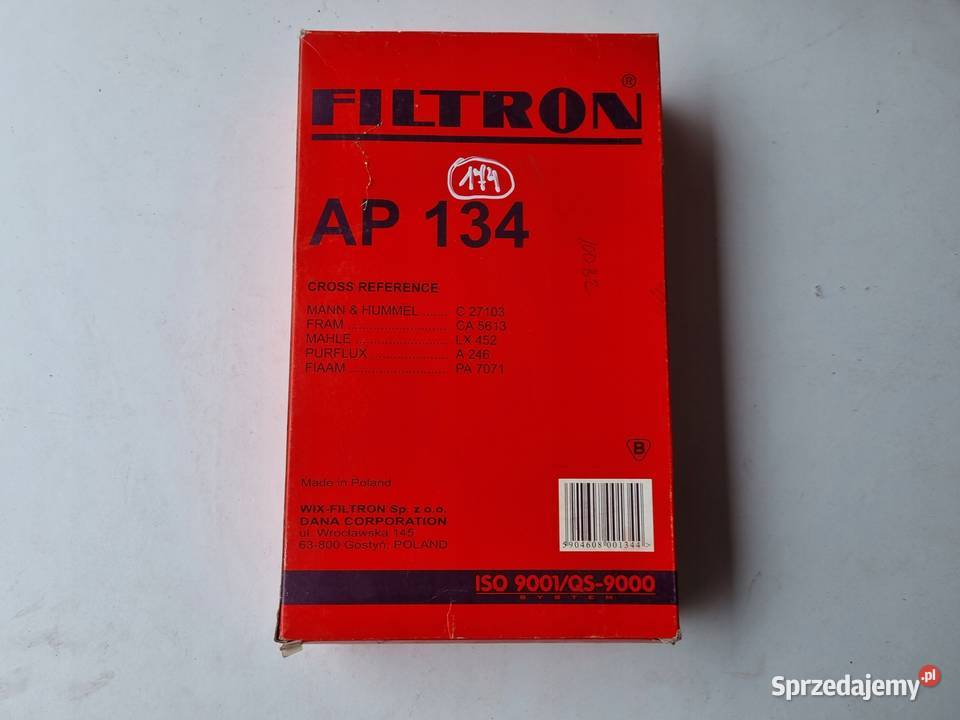 FILTRON ®
174
AP 134
CROSS REFERENCE
MANN & HUMMEL ....... C 27103
FRAM ........................... CA 5613
MAHLE ......................... LX 452
PURFLUX ..................... A 246
FIAAM ........................... PA 7071
B
Made in Poland
WIX-FILTRON Sp. z o.o.
DANA CORPORATION
ul. Wrocławska 145
63-800 Gostyń, POLAND
5904608 001344 >
ISO 9001/QS-9000
SYSTEM
Sprzedajemy.pl